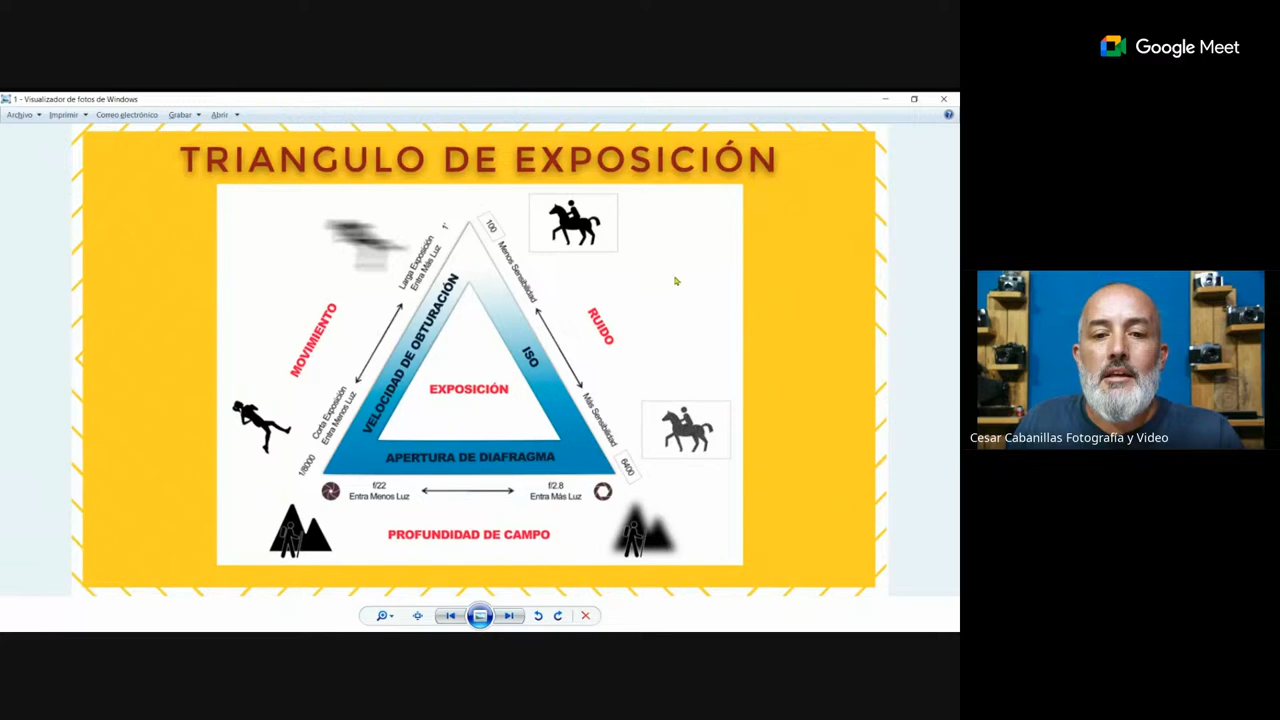 Google Meet
1 - Visualizador de fotos de Windows
Archivo Imprimir Correo electrónico Grabar Abrir
TRIANGULO DE EXPOSICIÓN
1'
Larga Exposición
Entra Más Luz
100
Menos Sensibilidad
MOVIMIENTO
VELOCIDAD DE OBTURACIÓN
ISO
RUIDO
EXPOSICIÓN
Corta Exposición
Entra Menos Luz
Más Sensibilidad
1/8000
APERTURA DE DIAFRAGMA
6400
f/22
Entra Menos Luz
f/2.8
Entra Más Luz
PROFUNDIDAD DE CAMPO
Cesar Cabanillas Fotografía y Video